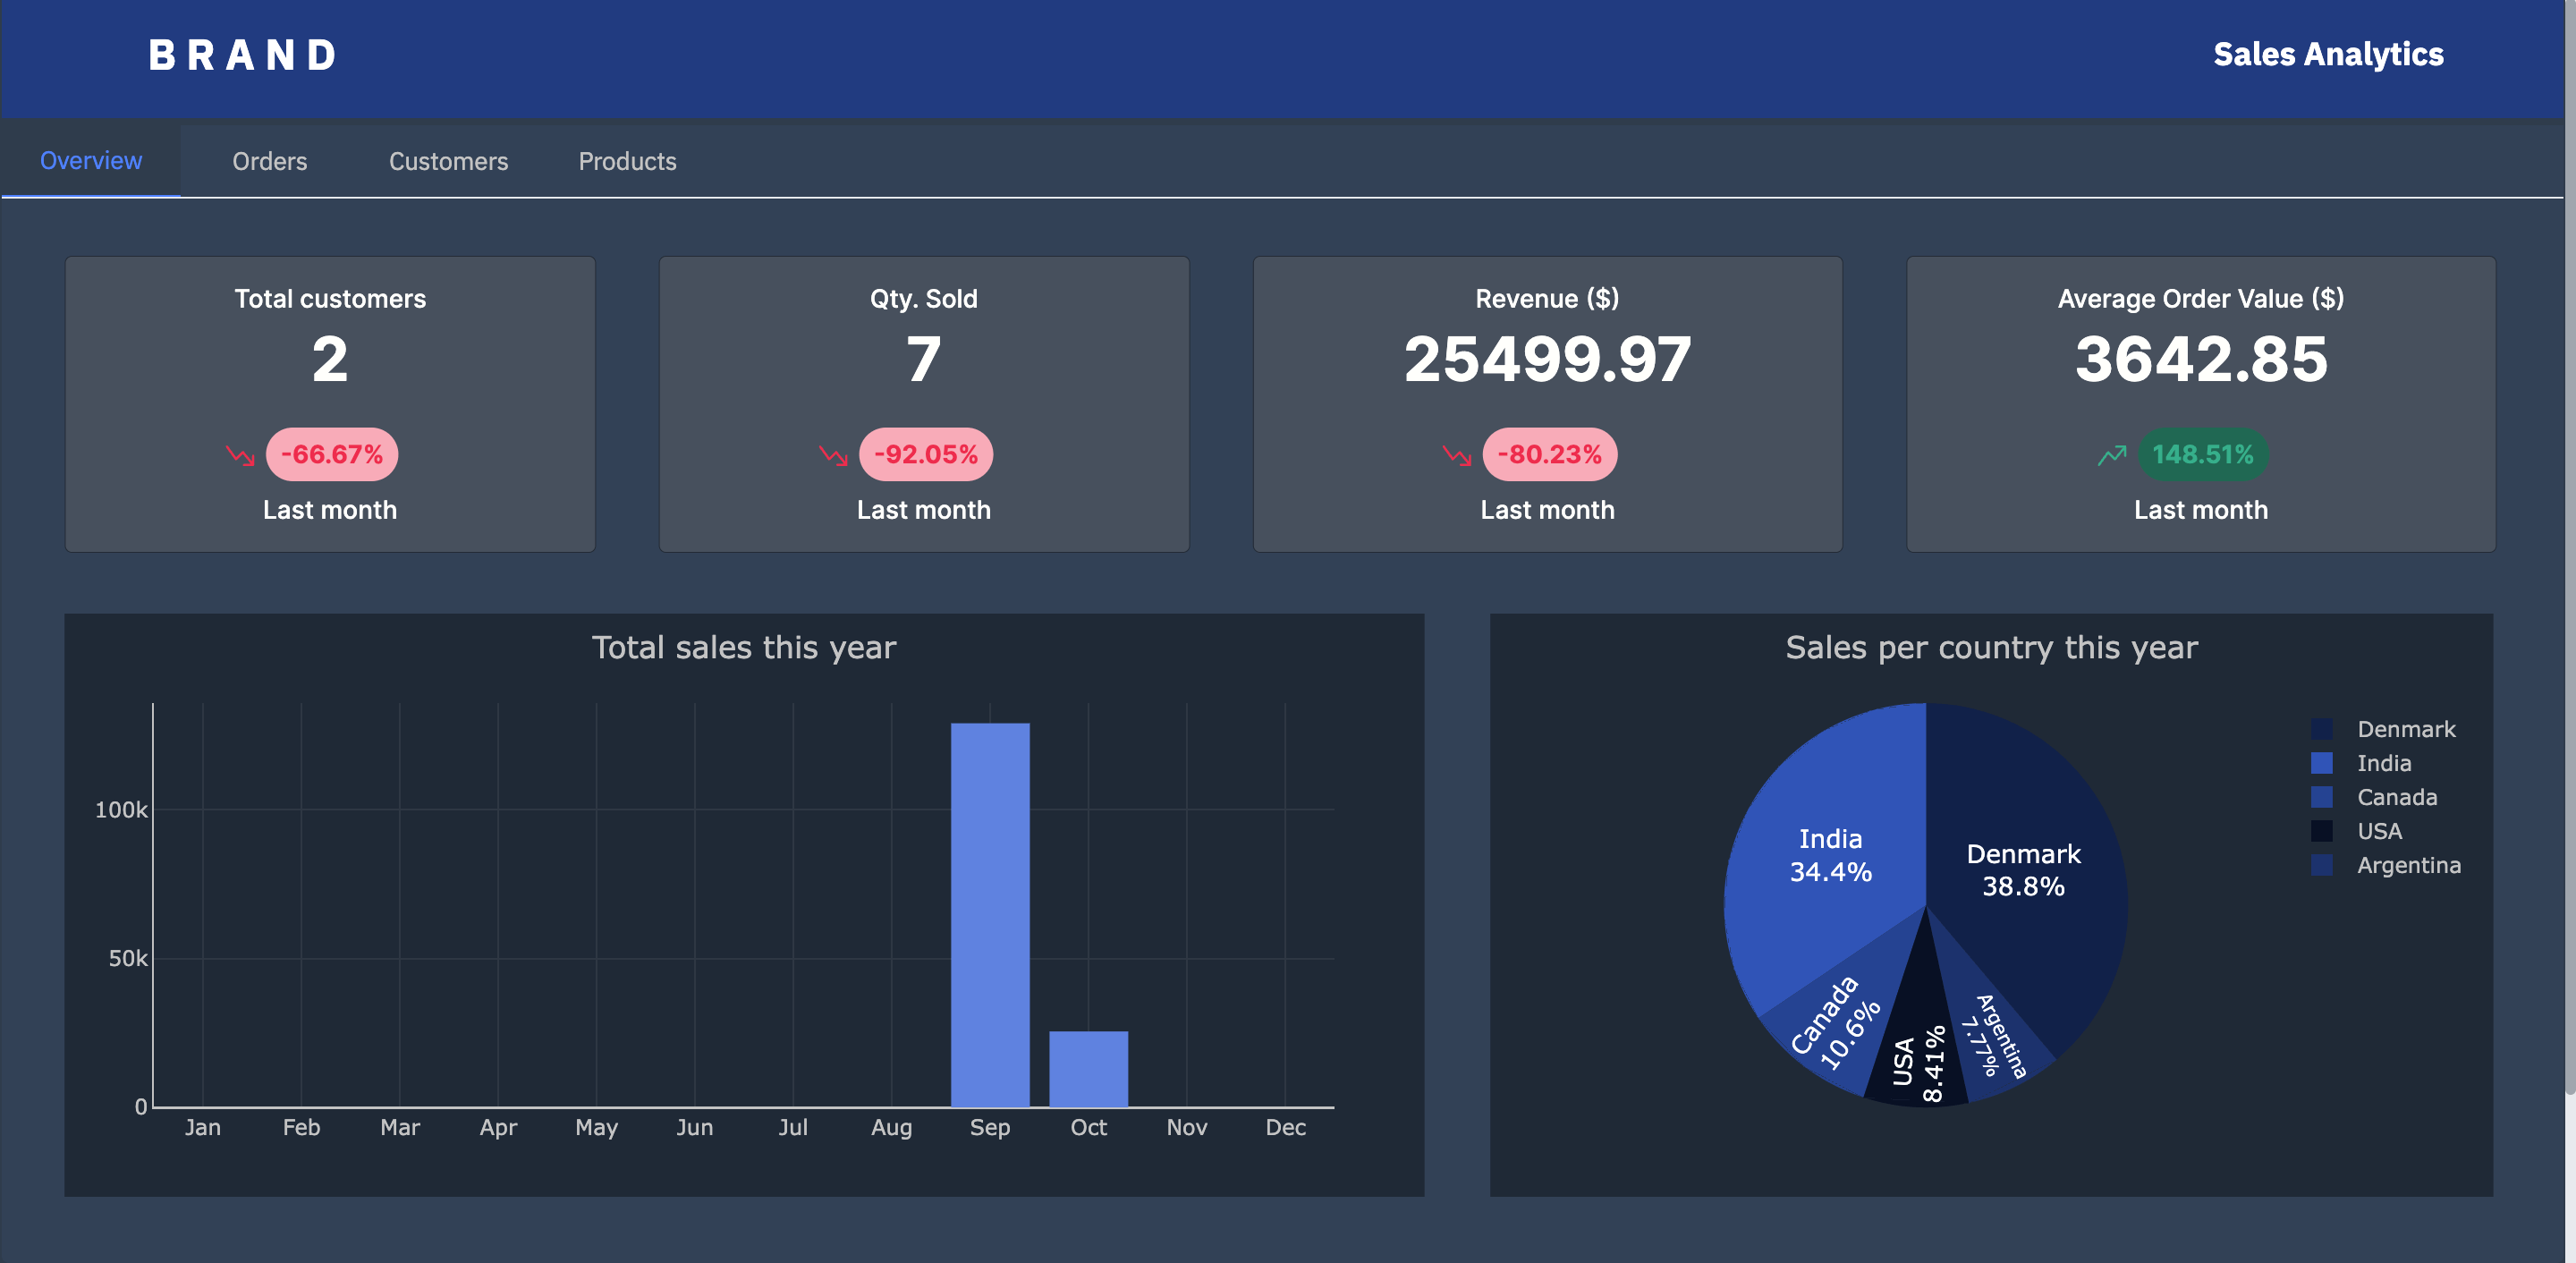 BRAND
Sales Analytics
Overview
Orders
Customers
Products
Total customers
2
-66.67%
Last month
Qty. Sold
7
-92.05%
Last month
Revenue ($)
25499.97
-80.23%
Last month
Average Order Value ($)
3642.85
148.51%
Last month
Total sales this year
100k
50k
0
Jan
Feb
Mar
Apr
May
Jun
Jul
Aug
Sep
Oct
Nov
Dec
Sales per country this year
India
34.4%
Denmark
38.8%
Canada
10.6%
USA
8.41%
Argentina
7.77%
Denmark
India
Canada
USA
Argentina